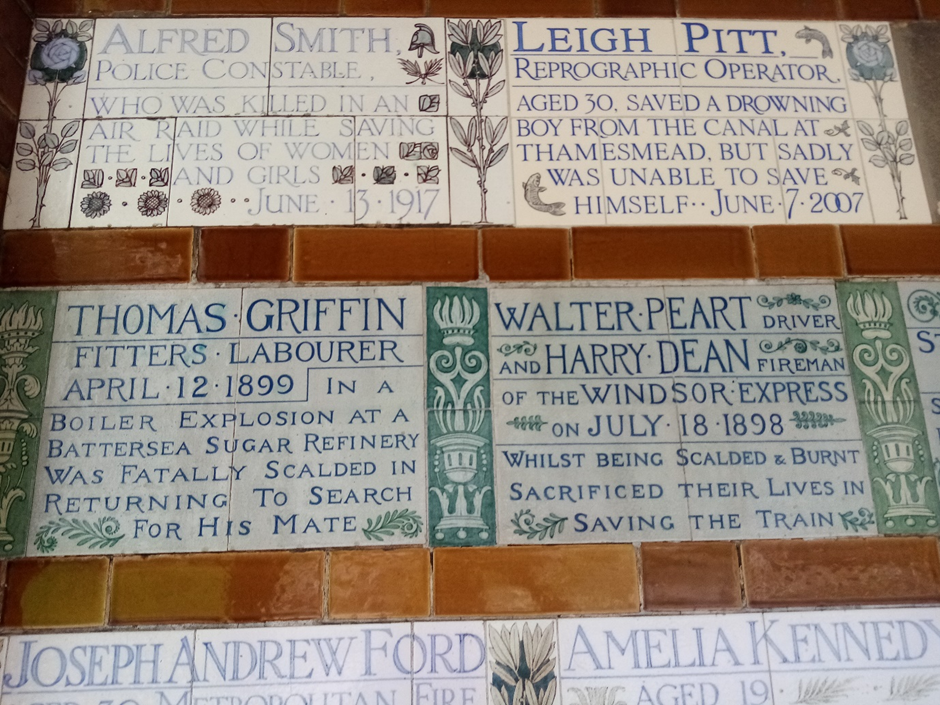 ALFRED SMITH,
POLICE CONSTABLE,
WHO WAS KILLED IN AN
AIR RAID WHILE SAVING
THE LIVES OF WOMEN
AND GIRLS
JUNE · 13 · 1917
LEIGH PITT,
REPROGRAPHIC OPERATOR,
AGED 30, SAVED A DROWNING
BOY FROM THE CANAL AT
THAMESMEAD, BUT SADLY
WAS UNABLE TO SAVE
HIMSELF · · JUNE · 7 · 2007
THOMAS · GRIFFIN
FITTERS · LABOURER
APRIL · 12 · 1899 IN A
BOILER EXPLOSION AT A
BATTERSEA SUGAR REFINERY
WAS FATALLY SCALDED IN
RETURNING TO SEARCH
FOR HIS MATE
WALTER · PEART DRIVER
AND HARRY · DEAN FIREMAN
OF THE WINDSOR · EXPRESS
ON JULY · 18 · 1898
WHILST BEING SCALDED & BURNT
SACRIFICED THEIR LIVES IN
SAVING THE TRAIN
JOSEPH ANDREW FORD
AGED 30 METROPOLITAN FIRE
AMELIA KENNEDY
AGED 19